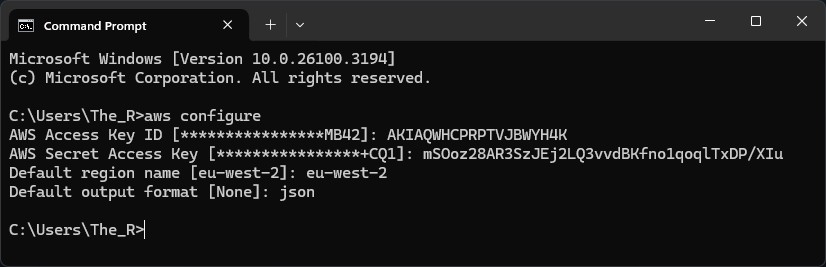 Command Prompt
Microsoft Windows [Version 10.0.26100.3194]
(c) Microsoft Corporation. All rights reserved.
C:\Users\The_R>aws configure
AWS Access Key ID [****************MB42]: AKIAQWHCPRPTVJBWYH4K
AWS Secret Access Key [****************+CQ1]: 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
Default region name [eu-west-2]: eu-west-2
Default output format [None]: json
C:\Users\The_R>